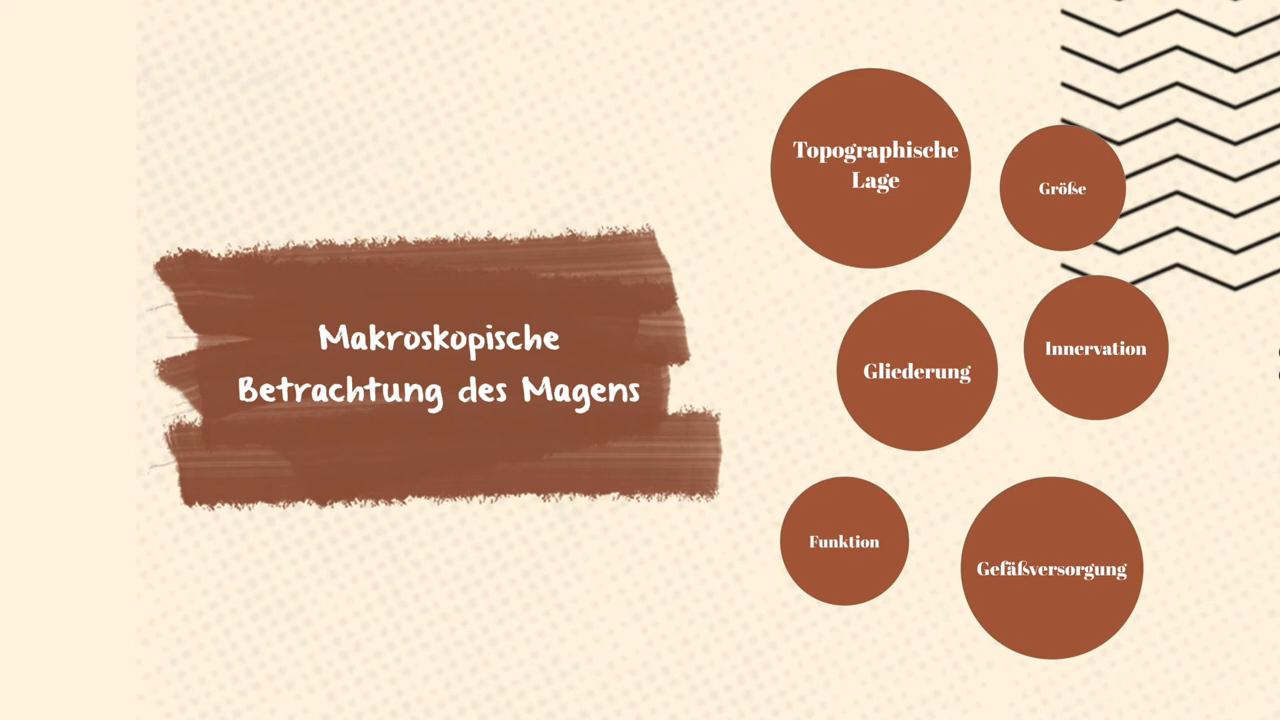 Makroskopische
Betrachtung des Magens
Topographische
Lage
Größe
Gliederung
Innervation
Funktion
Gefäßversorgung